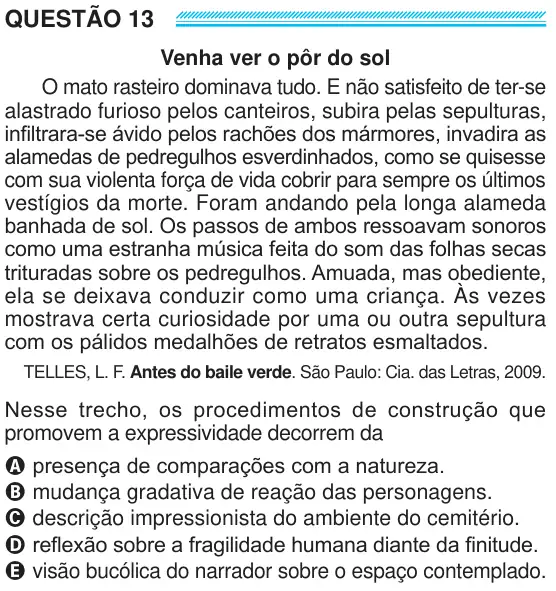 QUESTÃO 13
Venha ver o pôr do sol
O mato rasteiro dominava tudo. E não satisfeito de ter-se
alastrado furioso pelos canteiros, subira pelas sepulturas,
infiltrara-se ávido pelos rachões dos mármores, invadira as
alamedas de pedregulhos esverdinhados, como se quisesse
com sua violenta força de vida cobrir para sempre os últimos
vestígios da morte. Foram andando pela longa alameda
banhada de sol. Os passos de ambos ressoavam sonoros
como uma estranha música feita do som das folhas secas
trituradas sobre os pedregulhos. Amuada, mas obediente,
ela se deixava conduzir como uma criança. Às vezes
mostrava certa curiosidade por uma ou outra sepultura
com os pálidos medalhões de retratos esmaltados.
TELLES, L. F. Antes do baile verde. São Paulo: Cia. das Letras, 2009.
Nesse trecho, os procedimentos de construção que
promovem a expressividade decorrem da
A presença de comparações com a natureza.
B mudança gradativa de reação das personagens.
C descrição impressionista do ambiente do cemitério.
D reflexão sobre a fragilidade humana diante da finitude.
E visão bucólica do narrador sobre o espaço contemplado.